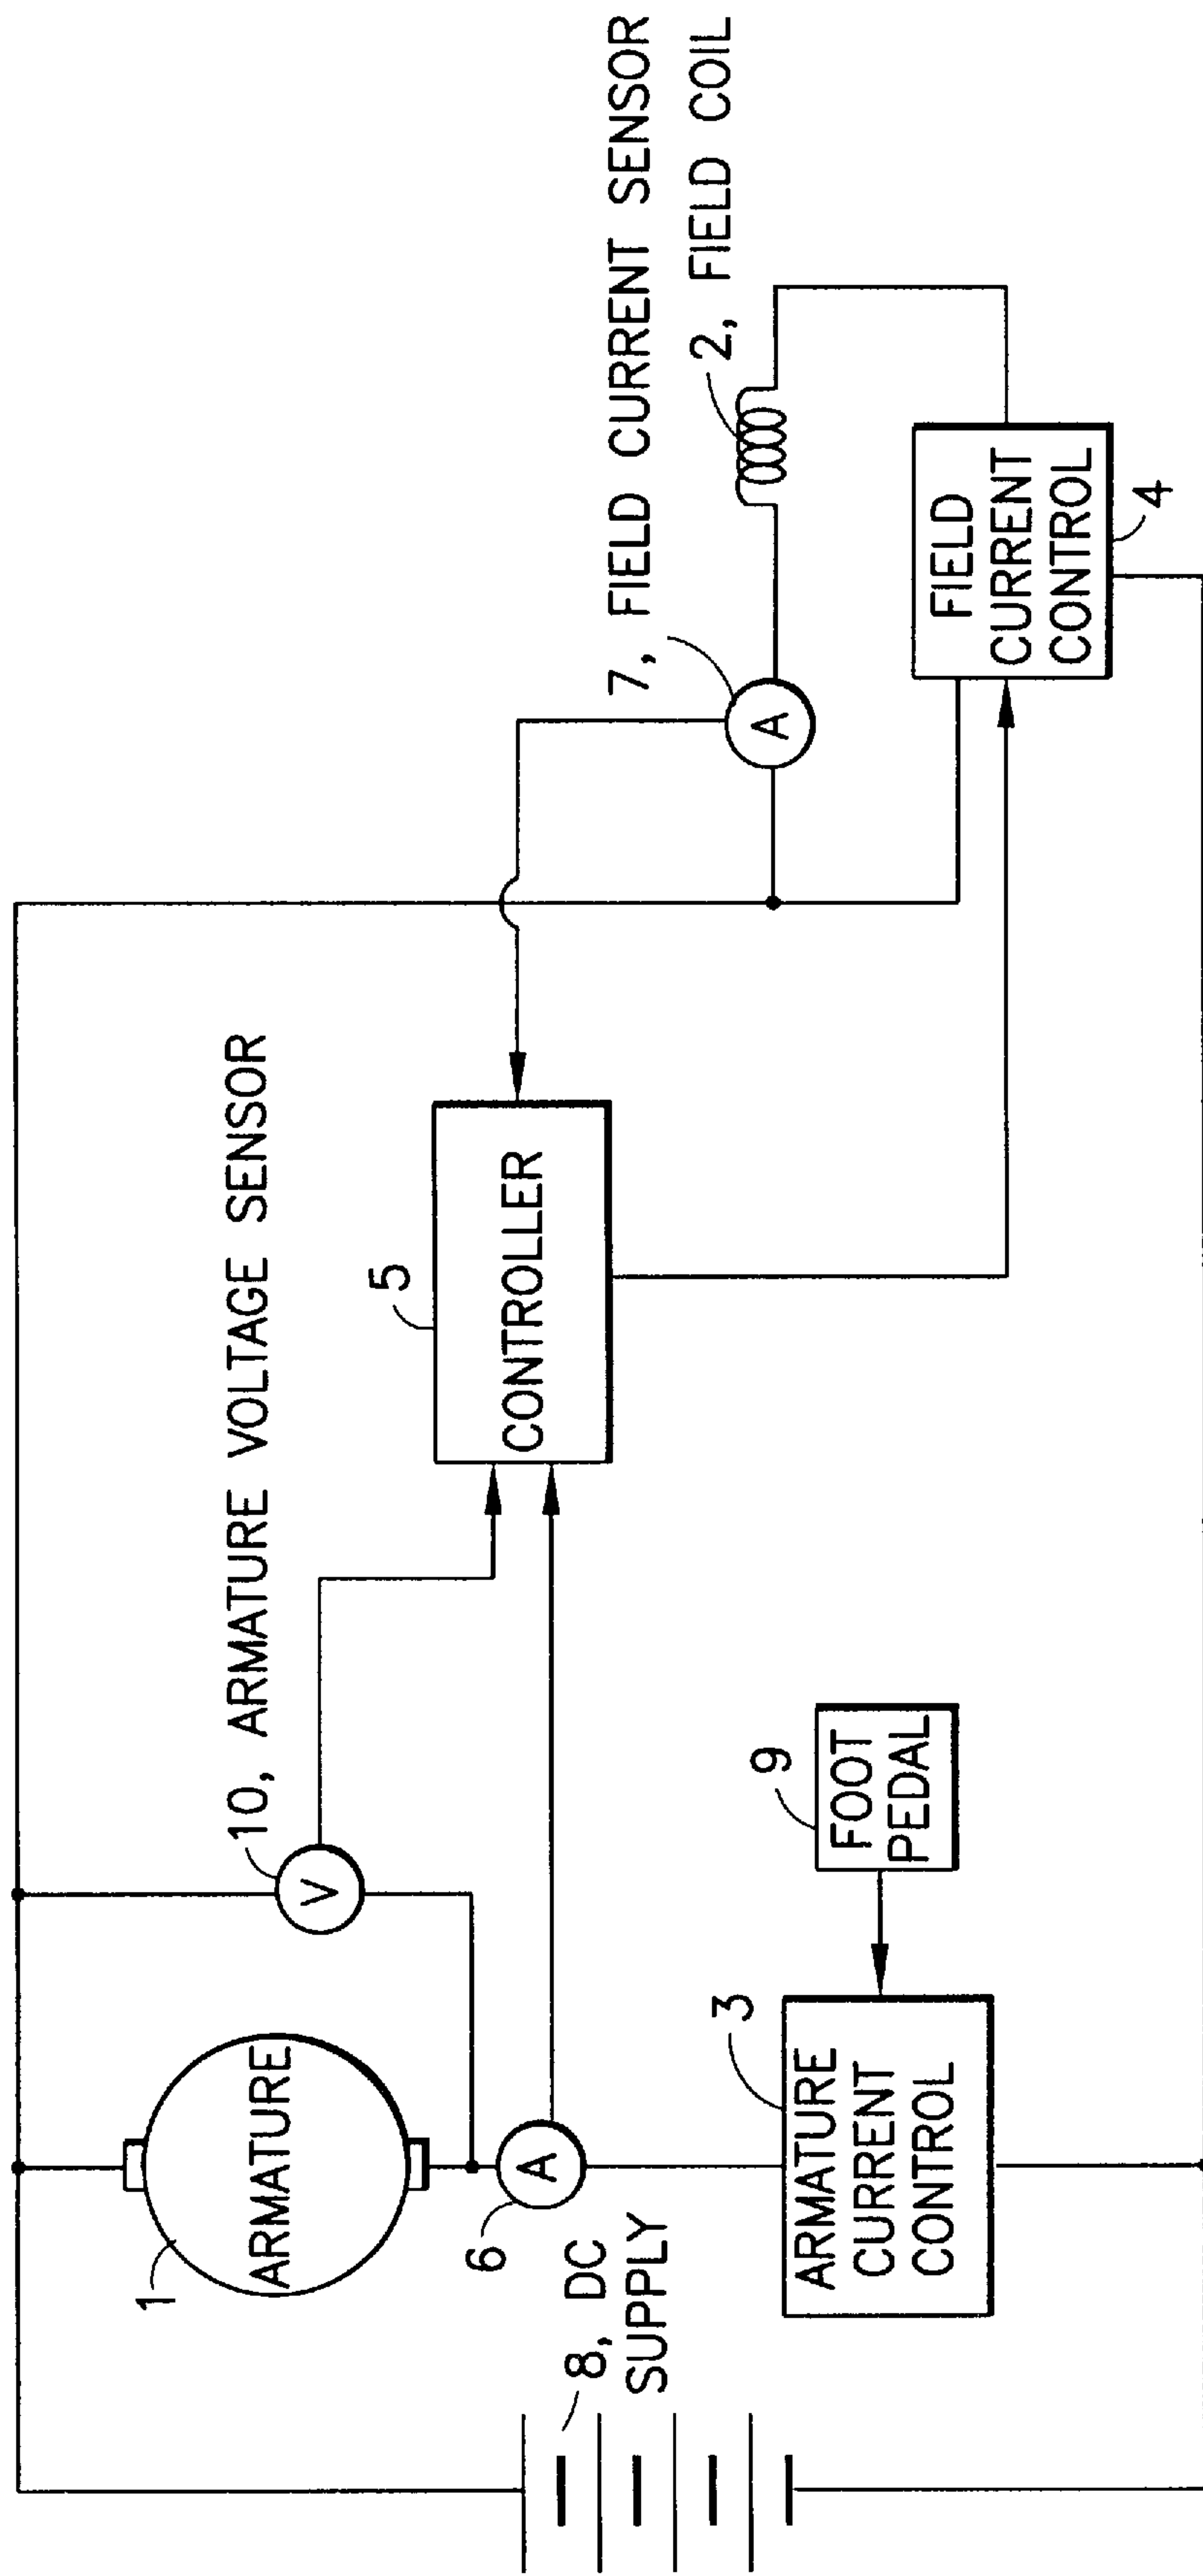 1
ARMATURE
10, ARMATURE VOLTAGE SENSOR
V
6
A
8, DC
SUPPLY
3
ARMATURE
CURRENT
CONTROL
9
FOOT
PEDAL
5
CONTROLLER
7, FIELD CURRENT SENSOR
A
2, FIELD COIL
FIELD
CURRENT
CONTROL
4